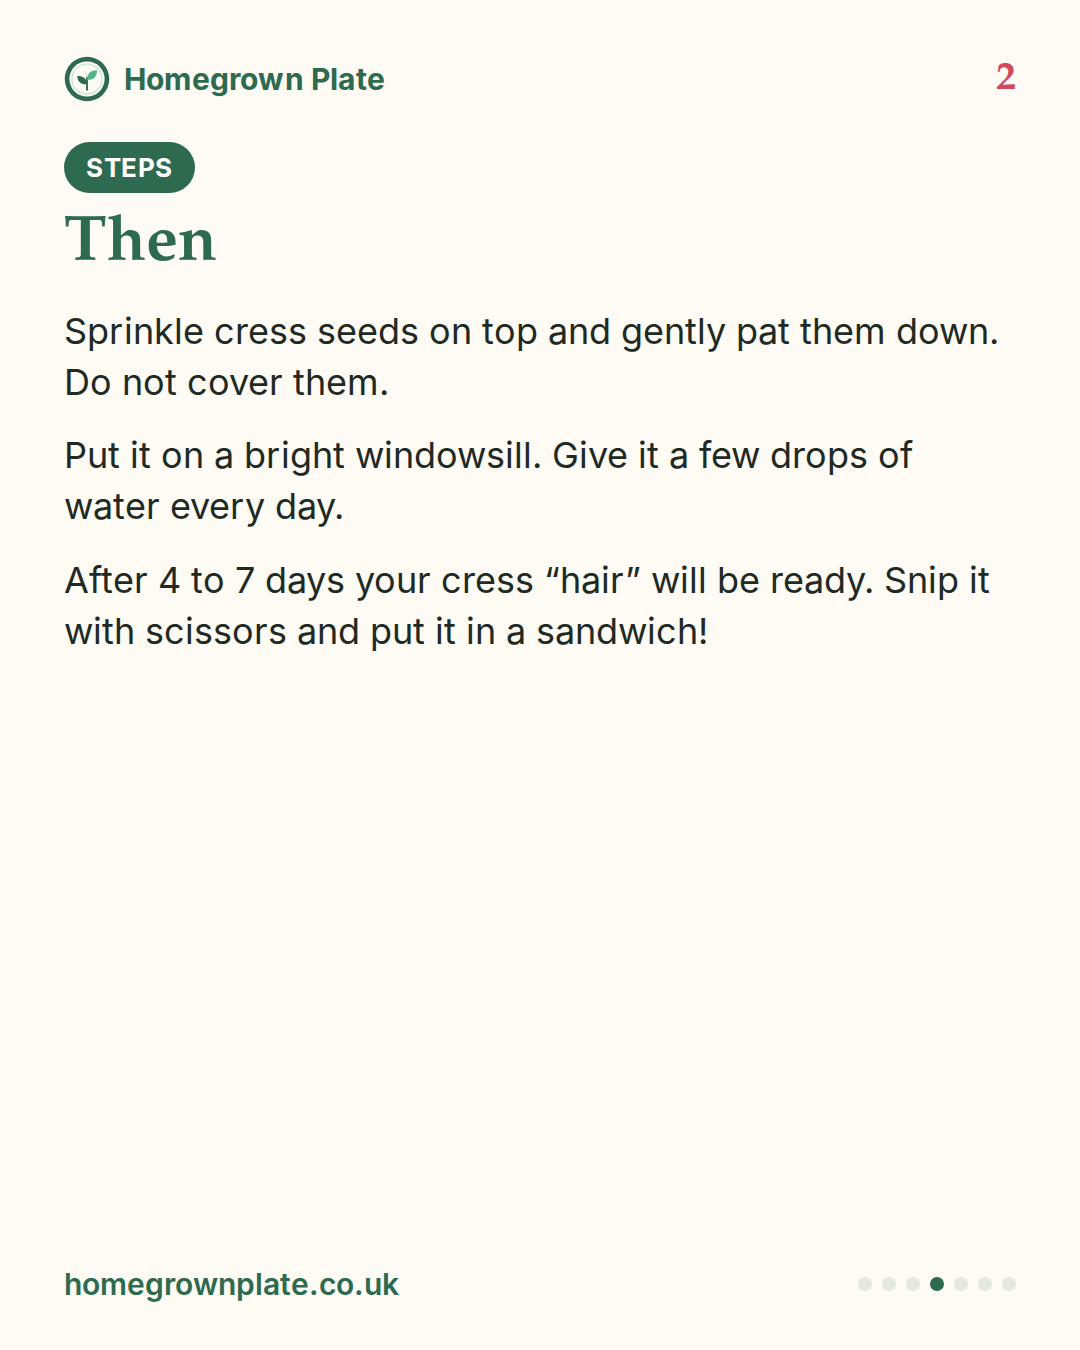 Homegrown Plate
2
STEPS
Then
Sprinkle cress seeds on top and gently pat them down.
Do not cover them.
Put it on a bright windowsill. Give it a few drops of
water every day.
After 4 to 7 days your cress “hair” will be ready. Snip it
with scissors and put it in a sandwich!
homegrownplate.co.uk